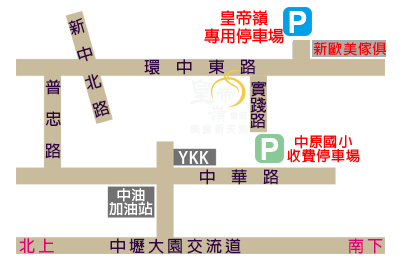 皇帝嶺
專用停車場
P
新歐美傢俱
新中北路
環中東路
普忠路
實踐路
P
中原國小
收費停車場
YKK
中華路
中油
加油站
北上
中壢大園交流道
南下